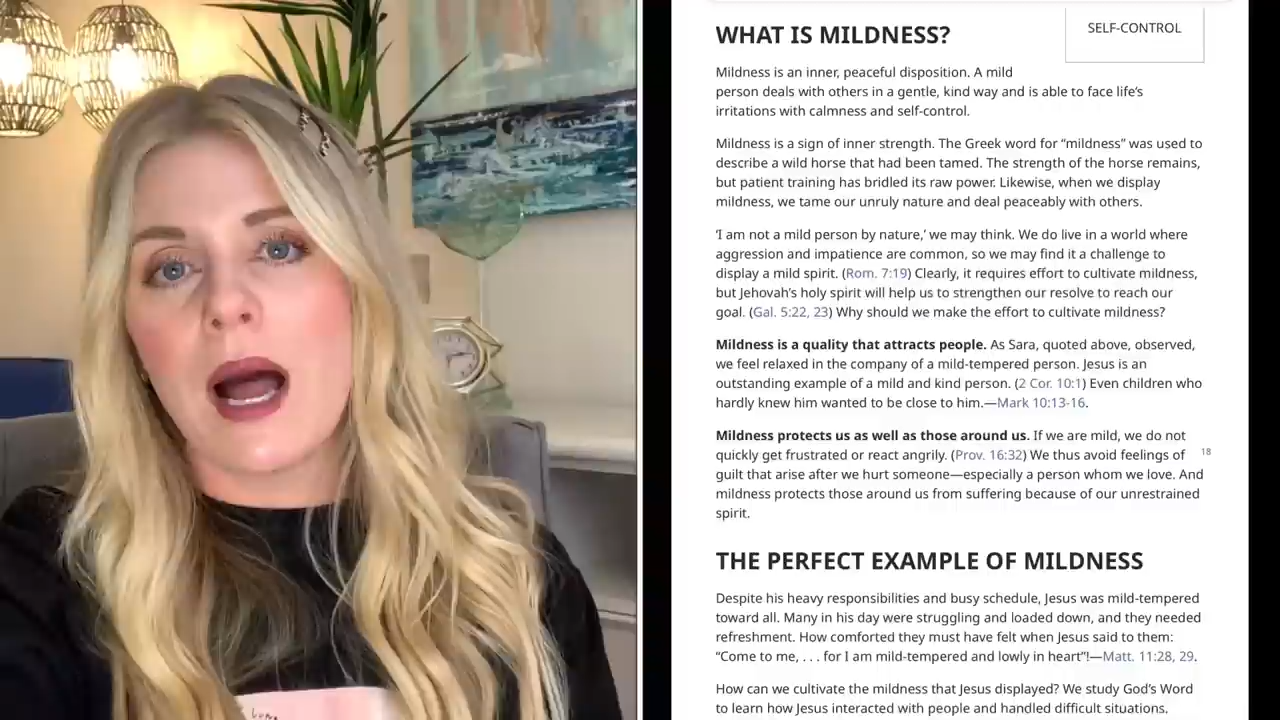 SELF-CONTROL
WHAT IS MILDNESS?
Mildness is an inner, peaceful disposition. A mild
person deals with others in a gentle, kind way and is able to face life’s
irritations with calmness and self-control.
Mildness is a sign of inner strength. The Greek word for “mildness” was used to
describe a wild horse that had been tamed. The strength of the horse remains,
but patient training has bridled its raw power. Likewise, when we display
mildness, we tame our unruly nature and deal peaceably with others.
‘I am not a mild person by nature,’ we may think. We do live in a world where
aggression and impatience are common, so we may find it a challenge to
display a mild spirit. (Rom. 7:19) Clearly, it requires effort to cultivate mildness,
but Jehovah’s holy spirit will help us to strengthen our resolve to reach our
goal. (Gal. 5:22, 23) Why should we make the effort to cultivate mildness?
Mildness is a quality that attracts people. As Sara, quoted above, observed,
we feel relaxed in the company of a mild-tempered person. Jesus is an
outstanding example of a mild and kind person. (2 Cor. 10:1) Even children who
hardly knew him wanted to be close to him.—Mark 10:13-16.
Mildness protects us as well as those around us. If we are mild, we do not
quickly get frustrated or react angrily. (Prov. 16:32) We thus avoid feelings of
18
guilt that arise after we hurt someone—especially a person whom we love. And
mildness protects those around us from suffering because of our unrestrained
spirit.
THE PERFECT EXAMPLE OF MILDNESS
Despite his heavy responsibilities and busy schedule, Jesus was mild-tempered
toward all. Many in his day were struggling and loaded down, and they needed
refreshment. How comforted they must have felt when Jesus said to them:
“Come to me, . . . for I am mild-tempered and lowly in heart”!—Matt. 11:28, 29.
How can we cultivate the mildness that Jesus displayed? We study God’s Word
to learn how Jesus interacted with people and handled difficult situations.